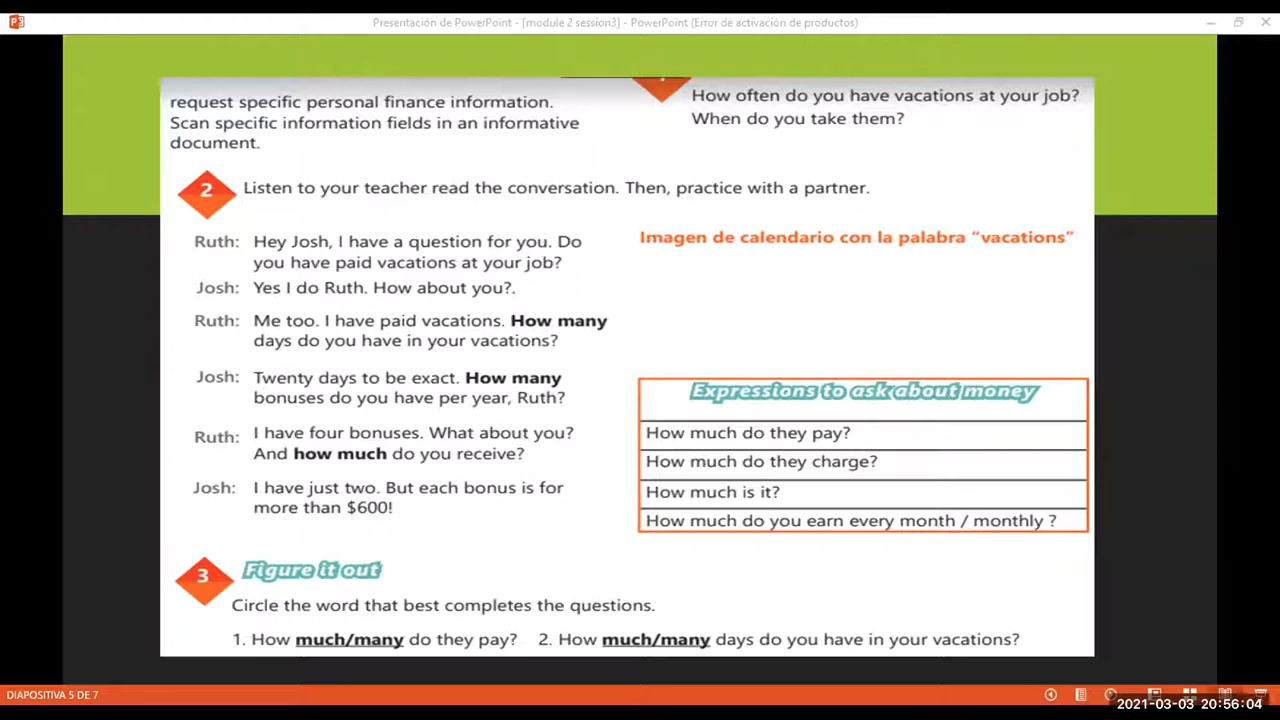 Presentación de PowerPoint - [module 2 session3] - PowerPoint (Error de activación de productos)
request specific personal finance information.
Scan specific information fields in an informative
document.
How often do you have vacations at your job?
When do you take them?
2
Listen to your teacher read the conversation. Then, practice with a partner.
Ruth: Hey Josh, I have a question for you. Do
you have paid vacations at your job?
Josh: Yes I do Ruth. How about you?.
Ruth: Me too. I have paid vacations. How many
days do you have in your vacations?
Josh: Twenty days to be exact. How many
bonuses do you have per year, Ruth?
Ruth: I have four bonuses. What about you?
And how much do you receive?
Josh: I have just two. But each bonus is for
more than $600!
Imagen de calendario con la palabra “vacations”
Expressions to ask about money
How much do they pay?
How much do they charge?
How much is it?
How much do you earn every month / monthly ?
3
Figure it out
Circle the word that best completes the questions.
1. How much/many do they pay? 2. How much/many days do you have in your vacations?
DIAPOSITIVA 5 DE 7
2021-03-03 20:56:04